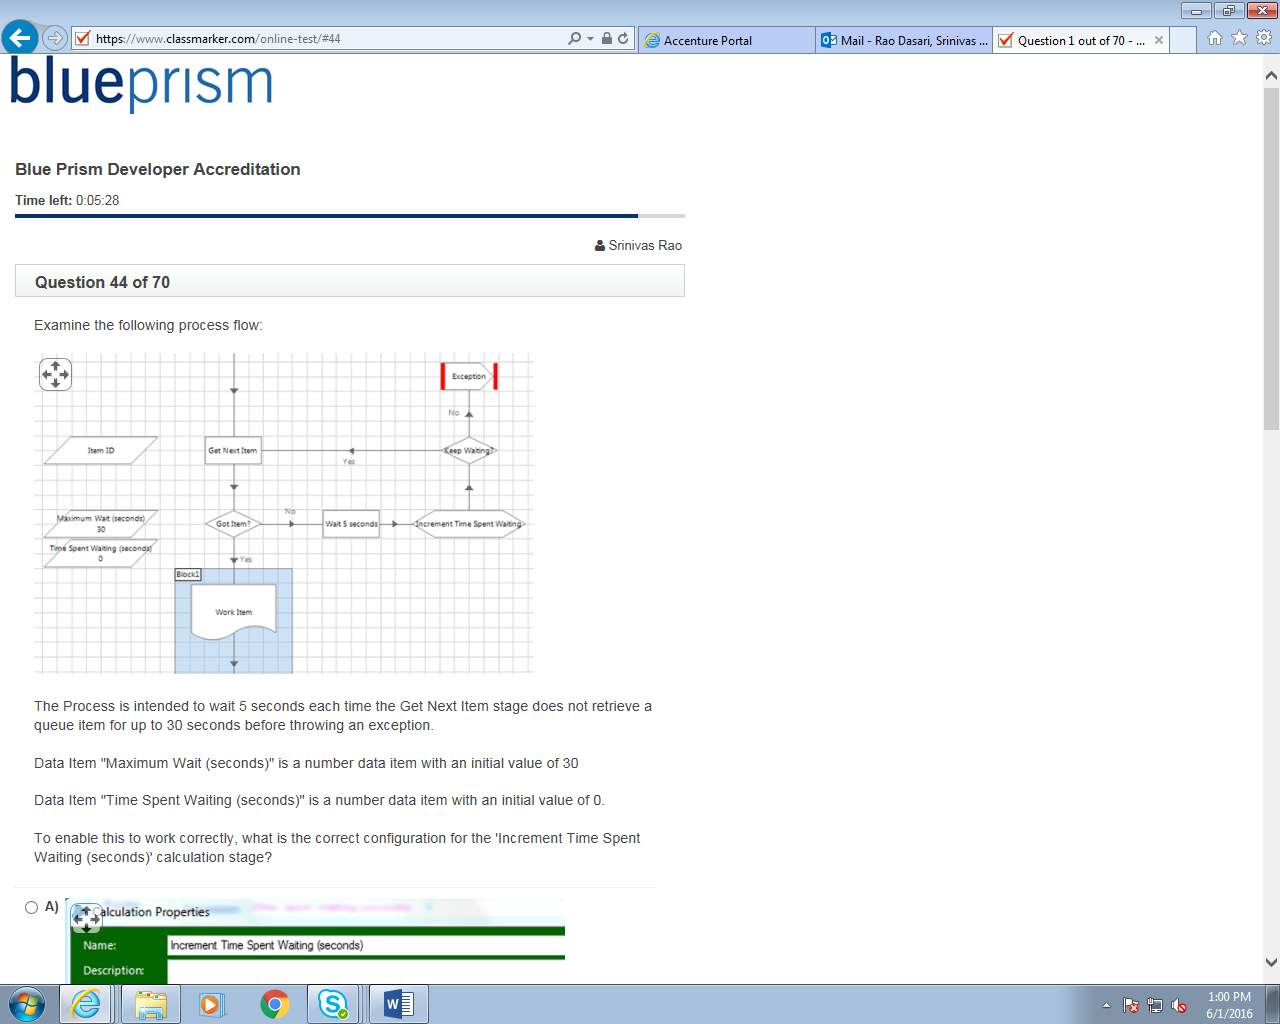 https://www.classmarker.com/online-test/#44
Accenture Portal
Mail - Rao Dasari, Srinivas ...
Question 1 out of 70 - ...
blueprism
Blue Prism Developer Accreditation
Time left: 0:05:28
Srinivas Rao
Question 44 of 70
Examine the following process flow:
Exception
No
Item ID
Get Next Item
Yes
Keep Waiting?
Maximum Wait (seconds)
30
Got Item?
No
Wait 5 seconds
Increment Time Spent Waiting
Time Spent Waiting (seconds)
0
Yes
Block1
Work Item
The Process is intended to wait 5 seconds each time the Get Next Item stage does not retrieve a
queue item for up to 30 seconds before throwing an exception.
Data Item "Maximum Wait (seconds)" is a number data item with an initial value of 30
Data Item "Time Spent Waiting (seconds)" is a number data item with an initial value of 0.
To enable this to work correctly, what is the correct configuration for the 'Increment Time Spent
Waiting (seconds)' calculation stage?
A)
alculation Properties
Name:
Increment Time Spent Waiting (seconds)
Description:
1:00 PM
6/1/2016